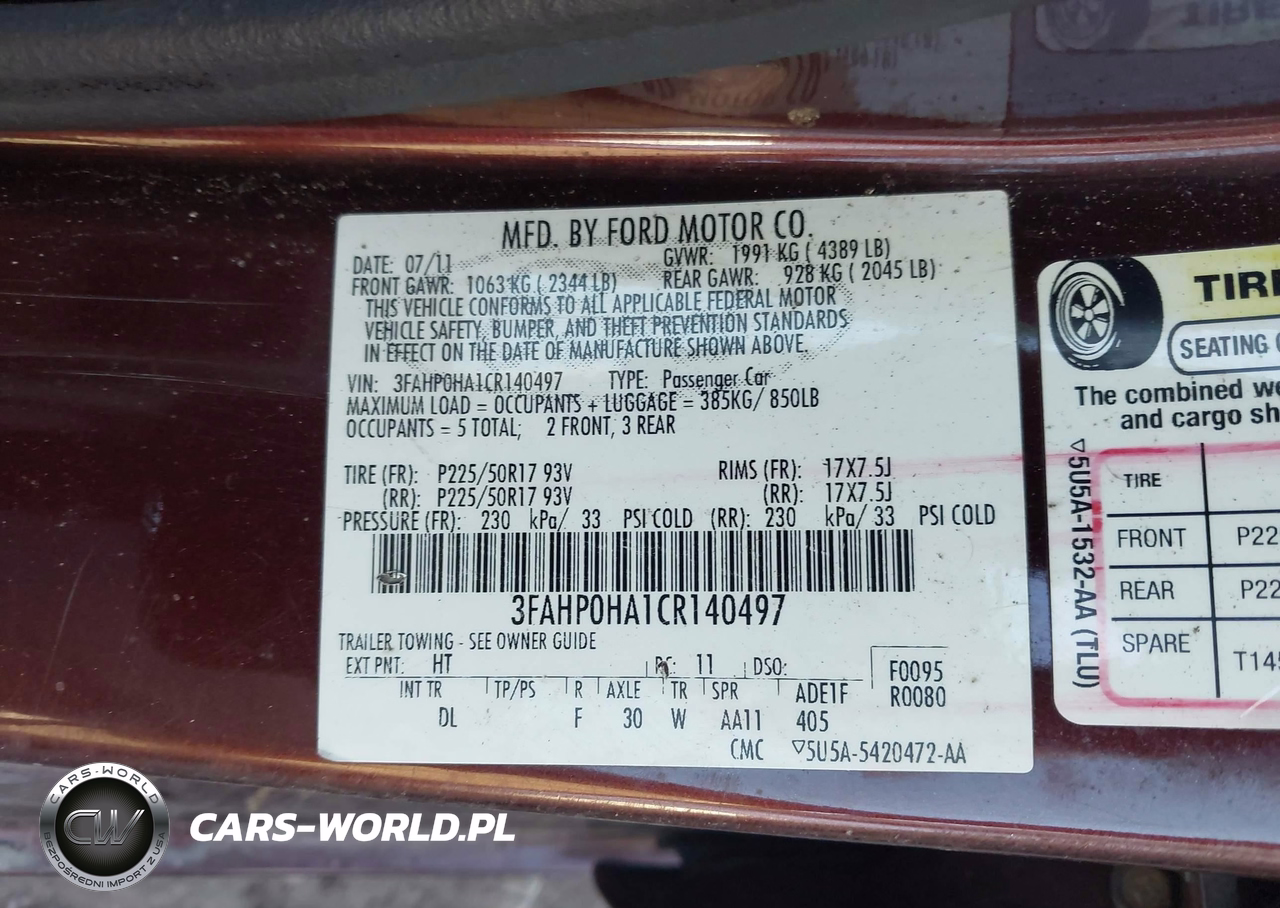 MFD. BY FORD MOTOR CO.
DATE: 07/11 GVWR: 1991 KG ( 4389 LB)
FRONT GAWR: 1063 KG ( 2344 LB) REAR GAWR: 928 KG ( 2045 LB)
THIS VEHICLE CONFORMS TO ALL APPLICABLE FEDERAL MOTOR
VEHICLE SAFETY, BUMPER, AND THEFT PREVENTION STANDARDS
IN EFFECT ON THE DATE OF MANUFACTURE SHOWN ABOVE.
VIN: 3FAHP0HA1CR140497 TYPE: Passenger Car
MAXIMUM LOAD = OCCUPANTS + LUGGAGE = 385KG/ 850LB
OCCUPANTS = 5 TOTAL; 2 FRONT, 3 REAR
TIRE (FR): P225/50R17 93V RIMS (FR): 17X7.5J
(RR): P225/50R17 93V (RR): 17X7.5J
PRESSURE (FR): 230 kPa/ 33 PSI COLD (RR): 230 kPa/ 33 PSI COLD
3FAHP0HA1CR140497
TRAILER TOWING - SEE OWNER GUIDE
EXT PNT: HT RC: 11 DSO: F0095
R0080
INT TR TP/PS R AXLE TR SPR ADE1F
DL F 30 W AA11 405
CMC ▽5U5A-5420472-AA
TIRE
SEATING
The combined we
and cargo sh
▽5U5A-1532-AA (TLU)
TIRE
FRONT P22
REAR P22
SPARE T145
CARS-WORLD
CW
BEZPOŚREDNI IMPORT Z USA
CARS-WORLD.PL